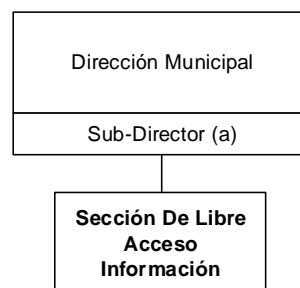 Dirección Municipal
Sub-Director (a)
Sección De Libre
Acceso
Información